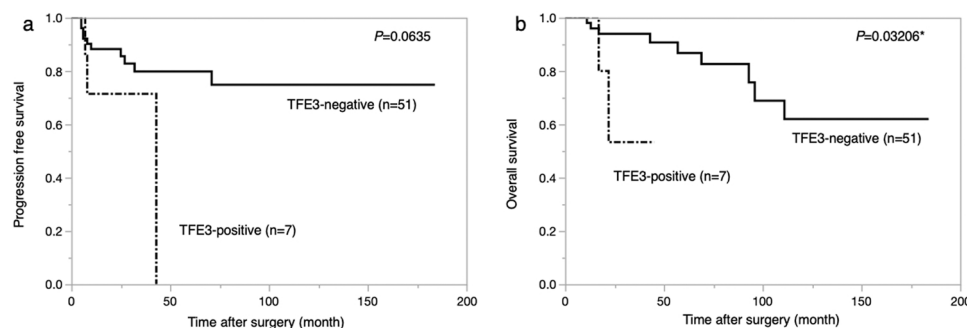 a
P=0.0635
TFE3-negative (n=51)
TFE3-positive (n=7)
Progression free survival
1.0
0.8
0.6
0.4
0.2
0.0
0
50
100
150
200
Time after surgery (month)
b
P=0.03206*
TFE3-negative (n=51)
TFE3-positive (n=7)
Overall survival
1.0
0.8
0.6
0.4
0.2
0.0
0
50
100
150
200
Time after surgery (month)